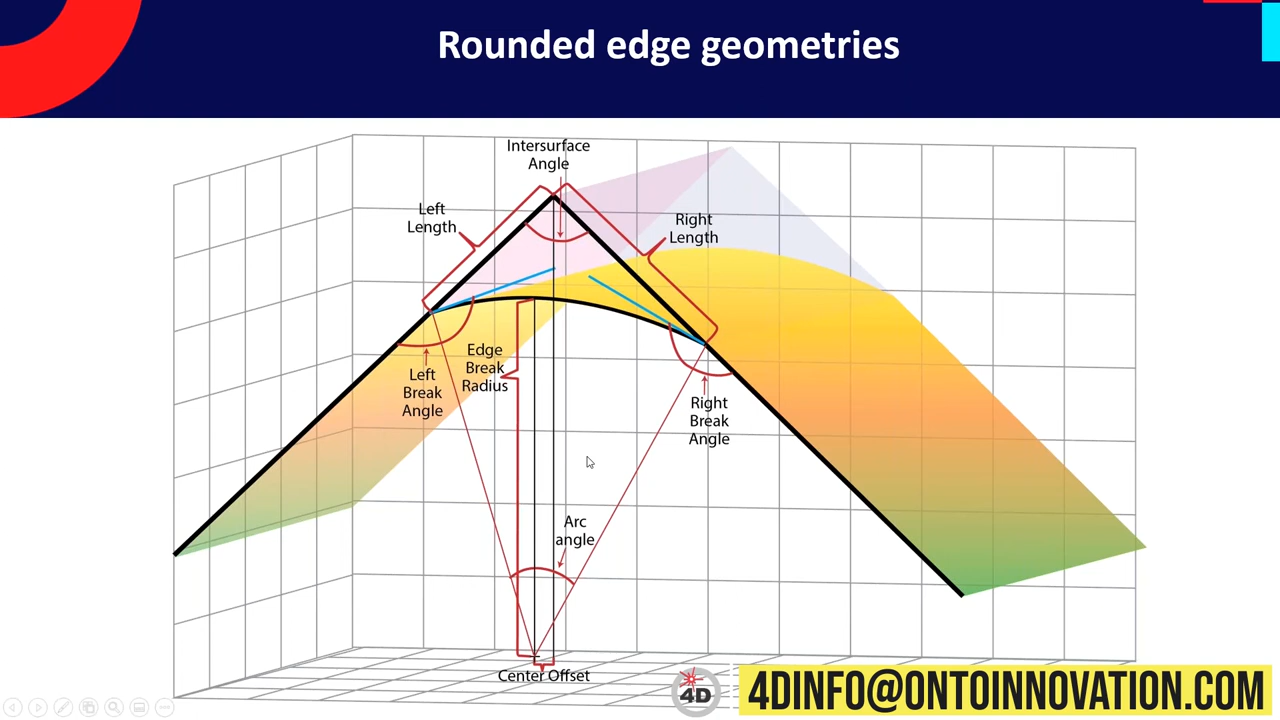 Rounded edge geometries
Intersurface
Angle
Left
Length
Right
Length
Edge
Break
Radius
Left
Break
Angle
Right
Break
Angle
Arc
angle
Center Offset
4D
4DINFO@ONTOINNOVATION.COM